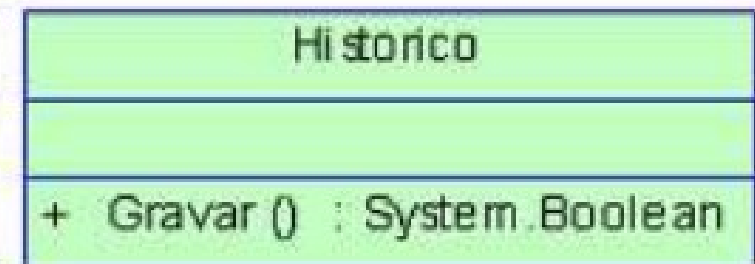 Historico
+ Gravar () : System.Boolean